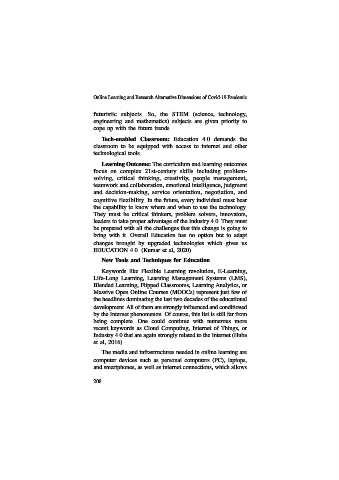 Online Learning and Research Alternative Dimensions of Covid-19 Pandemic
futuristic subjects. So, the STEM (science, technology,
engineering and mathematics) subjects are given priority to
cope up with the future trends.
Tech-enabled Classroom: Education 4.0 demands the
classroom to be equipped with access to internet and other
technological tools.
Learning Outcome: The curriculum and learning outcomes
focus on complex 21st-century skills including problem-
solving, critical thinking, creativity, people management,
teamwork and collaboration, emotional intelligence, judgment
and decision-making, service orientation, negotiation, and
cognitive flexibility. In the future, every individual must bear
the capability to know where and when to use the technology.
They must be critical thinkers, problem solvers, innovators,
leaders to take proper advantage of the Industry 4.0. They must
be prepared with all the challenges that this change is going to
bring with it. Overall Education has no option but to adapt
changes brought by upgraded technologies which gives us
EDUCATION 4.0. (Kumar et al, 2020)
New Tools and Techniques for Education
Keywords like Flexible Learning revolution, E-Learning,
Life-Long Learning, Learning Management Systems (LMS),
Blended Learning, Flipped Classrooms, Learning Analytics, or
Massive Open Online Courses (MOOCs) represent just few of
the headlines dominating the last two decades of the educational
development. All of them are strongly influenced and conditioned
by the Internet phenomenon. Of course, this list is still far from
being complete. One could continue with numerous more
recent keywords as Cloud Computing, Internet of Things, or
Industry 4.0 that are again strongly related to the Internet (Huba
et al, 2016)
The media and infrastructures needed in online learning are
computer devices such as personal computers (PC), laptops,
and smartphones, as well as internet connections, which allows
208